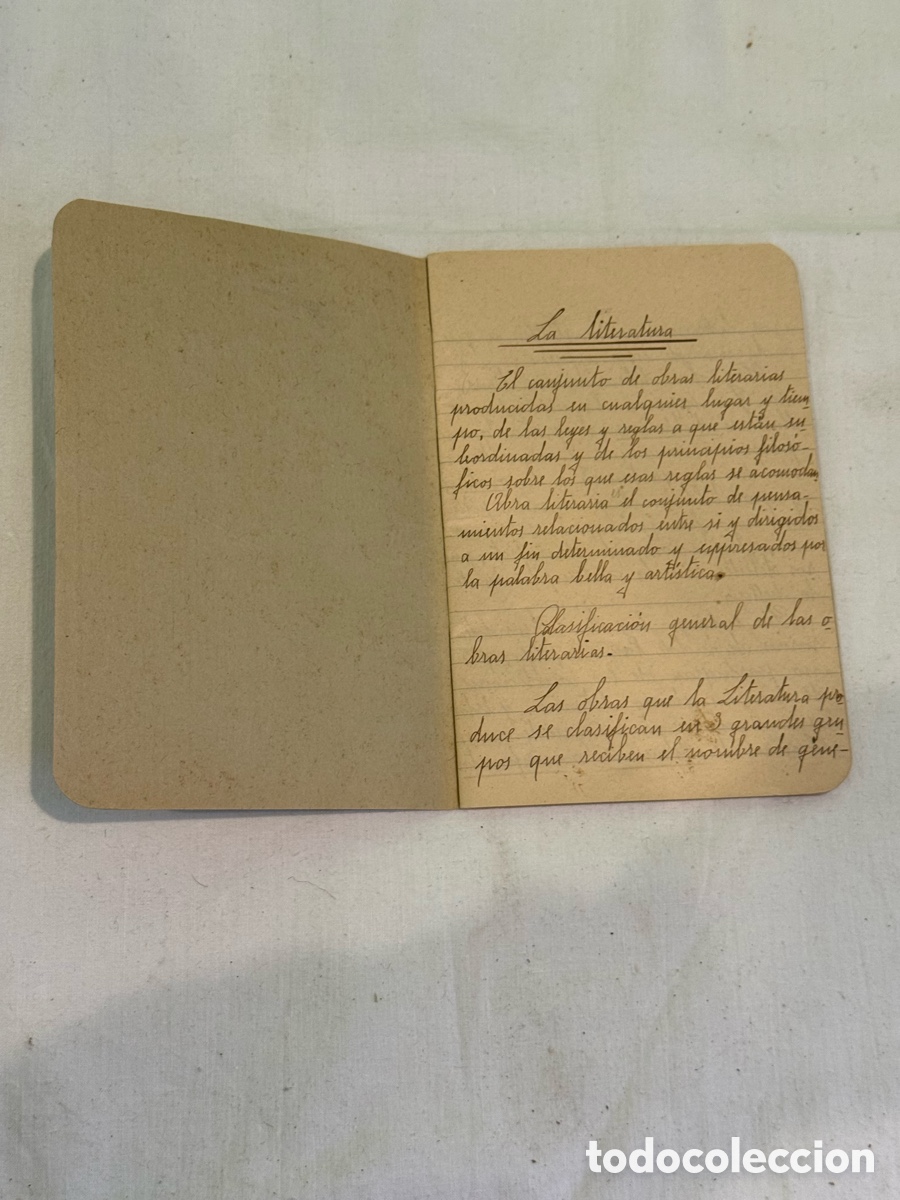 La literatura
El conjunto de obras literarias
producidas en cualquier lugar y tiem-
po, de las leyes y reglas a que están su-
bordinadas y de los principios filosó-
ficos sobre los que esas reglas se acomodan
Obra literaria el conjunto de pensa-
mientos relacionados entre si y dirigidos
a un fin determinado y expresados por
la palabra bella y artística.
Clasificación general de las o-
bras literarias.
Las obras que la Literatura pro-
duce se clasifican en 3 grandes gru-
pos que reciben el nombre de géne-
todocoleccion